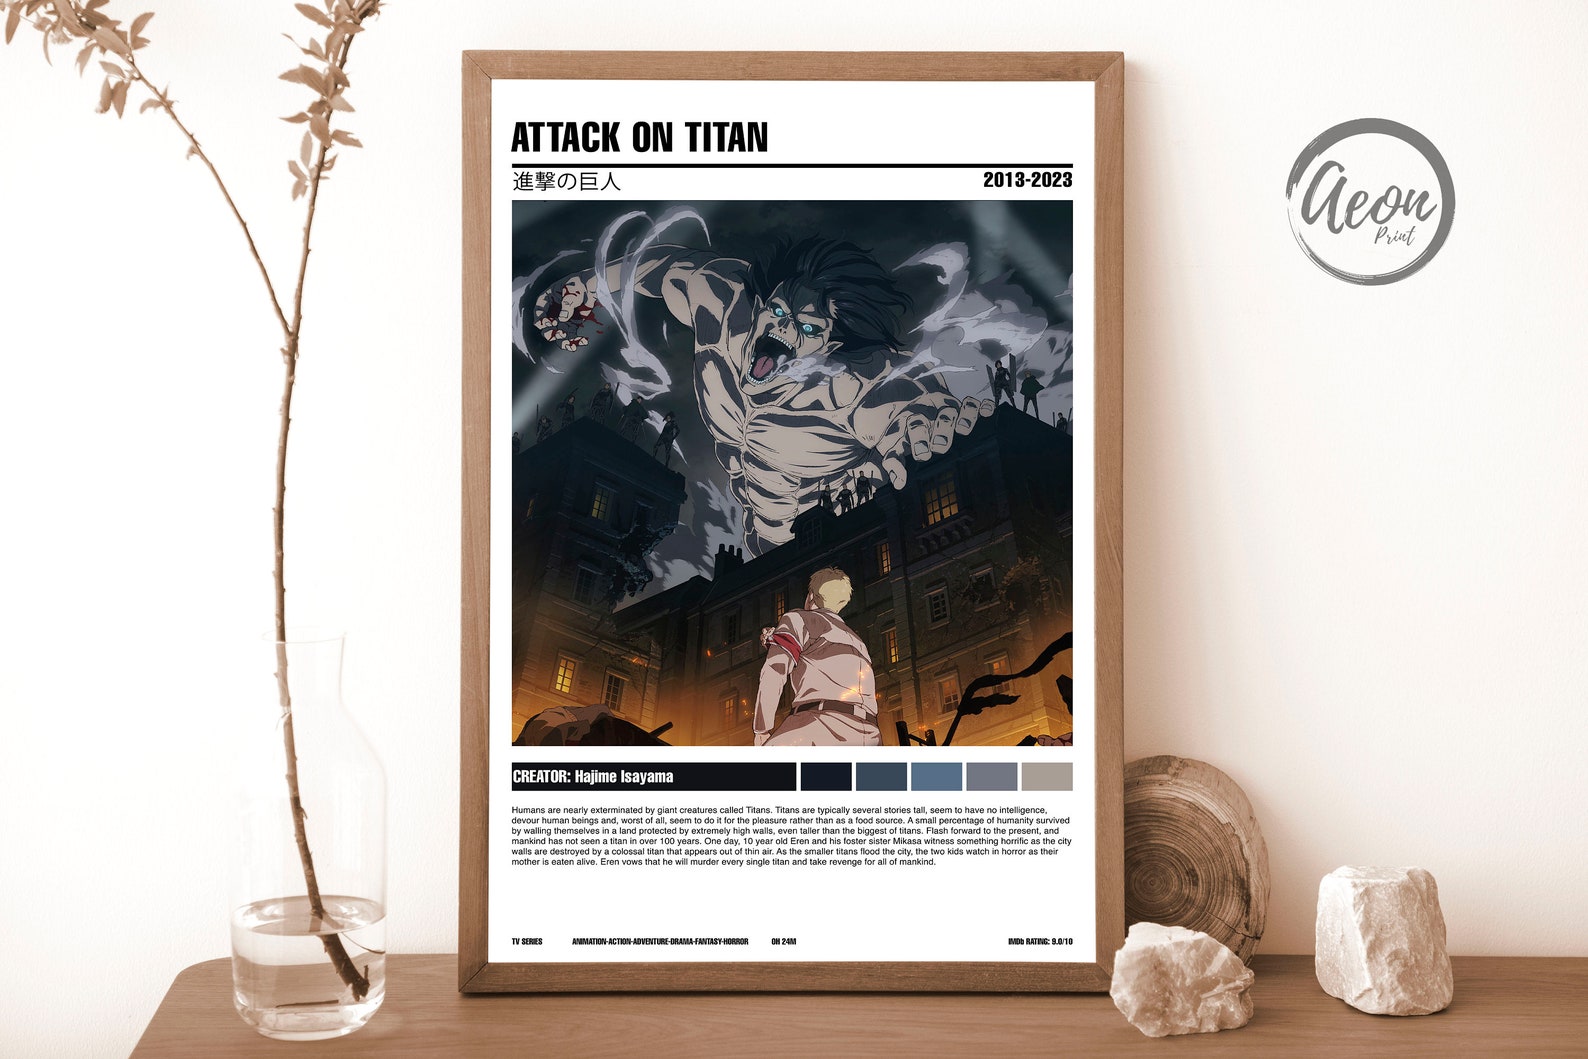 ATTACK ON TITAN
進撃の巨人
2013-2023
CREATOR: Hajime Isayama
Humans are nearly exterminated by giant creatures called Titans. Titans are typically several stories tall, seem to have no intelligence,
devour human beings and, worst of all, seem to do it for the pleasure rather than as a food source. A small percentage of humanity survived
by walling themselves in a land protected by extremely high walls, even taller than the biggest of titans. Flash forward to the present, and
mankind has not seen a titan in over 100 years. One day, 10 year old Eren and his foster sister Mikasa witness something horrific as the city
walls are destroyed by a colossal titan that appears out of thin air. As the smaller titans flood the city, the two kids watch in horror as their
mother is eaten alive. Eren vows that he will murder every single titan and take revenge for all of mankind.
TV SERIES
ANIMATION-ACTION-ADVENTURE-DRAMA-FANTASY-HORROR
0H 24M
IMDb RATING: 9.0/10
Aeon
Print